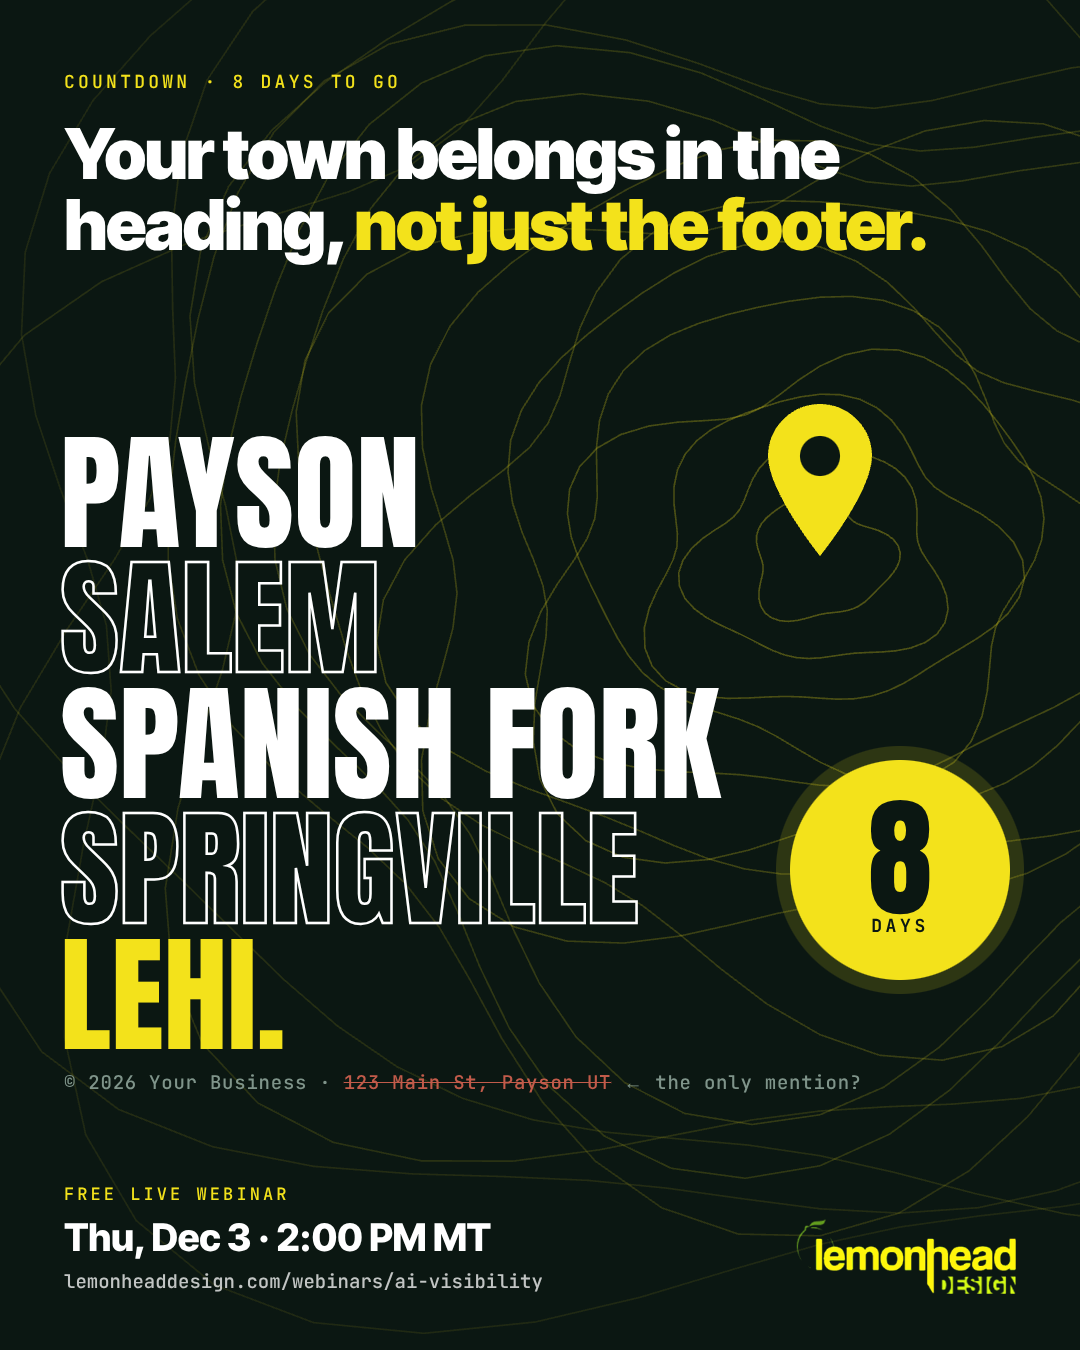 COUNTDOWN · 8 DAYS TO GO
Your town belongs in the
heading, not just the footer.
PAYSON
SALEM
SPANISH FORK
SPRINGVILLE
LEHI.
8
DAYS
© 2026 Your Business · 123 Main St, Payson UT ← the only mention?
FREE LIVE WEBINAR
Thu, Dec 3 · 2:00 PM MT
lemonheaddesign.com/webinars/ai-visibility
lemonhead
DESIGN